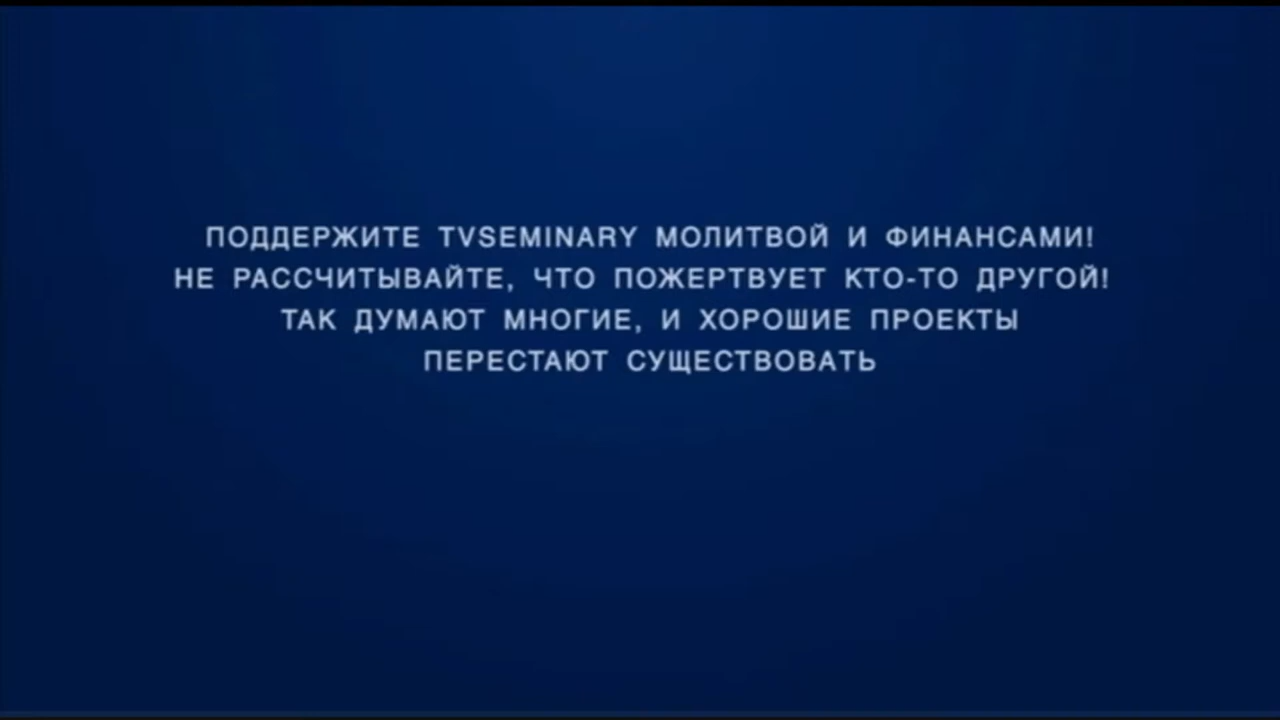 ПОДДЕРЖИТЕ TVSEMINARY МОЛИТВОЙ И ФИНАНСАМИ!
НЕ РАССЧИТЫВАЙТЕ, ЧТО ПОЖЕРТВУЕТ КТО-ТО ДРУГОЙ!
ТАК ДУМАЮТ МНОГИЕ, И ХОРОШИЕ ПРОЕКТЫ
ПЕРЕСТАЮТ СУЩЕСТВОВАТЬ